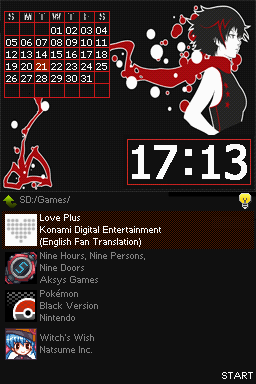 S M T W T F S
01 02 03 04
05 06 07 08 09 10 11
12 13 14 15 16 17 18
19 20 21 22 23 24 25
26 27 28 29 30 31
17:13
SD:/Games/
Love Plus
Konami Digital Entertainment
(English Fan Translation)
Nine Hours, Nine Persons,
Nine Doors
Aksys Games
Pokémon
Black Version
Nintendo
Witch's Wish
Natsume Inc.
START